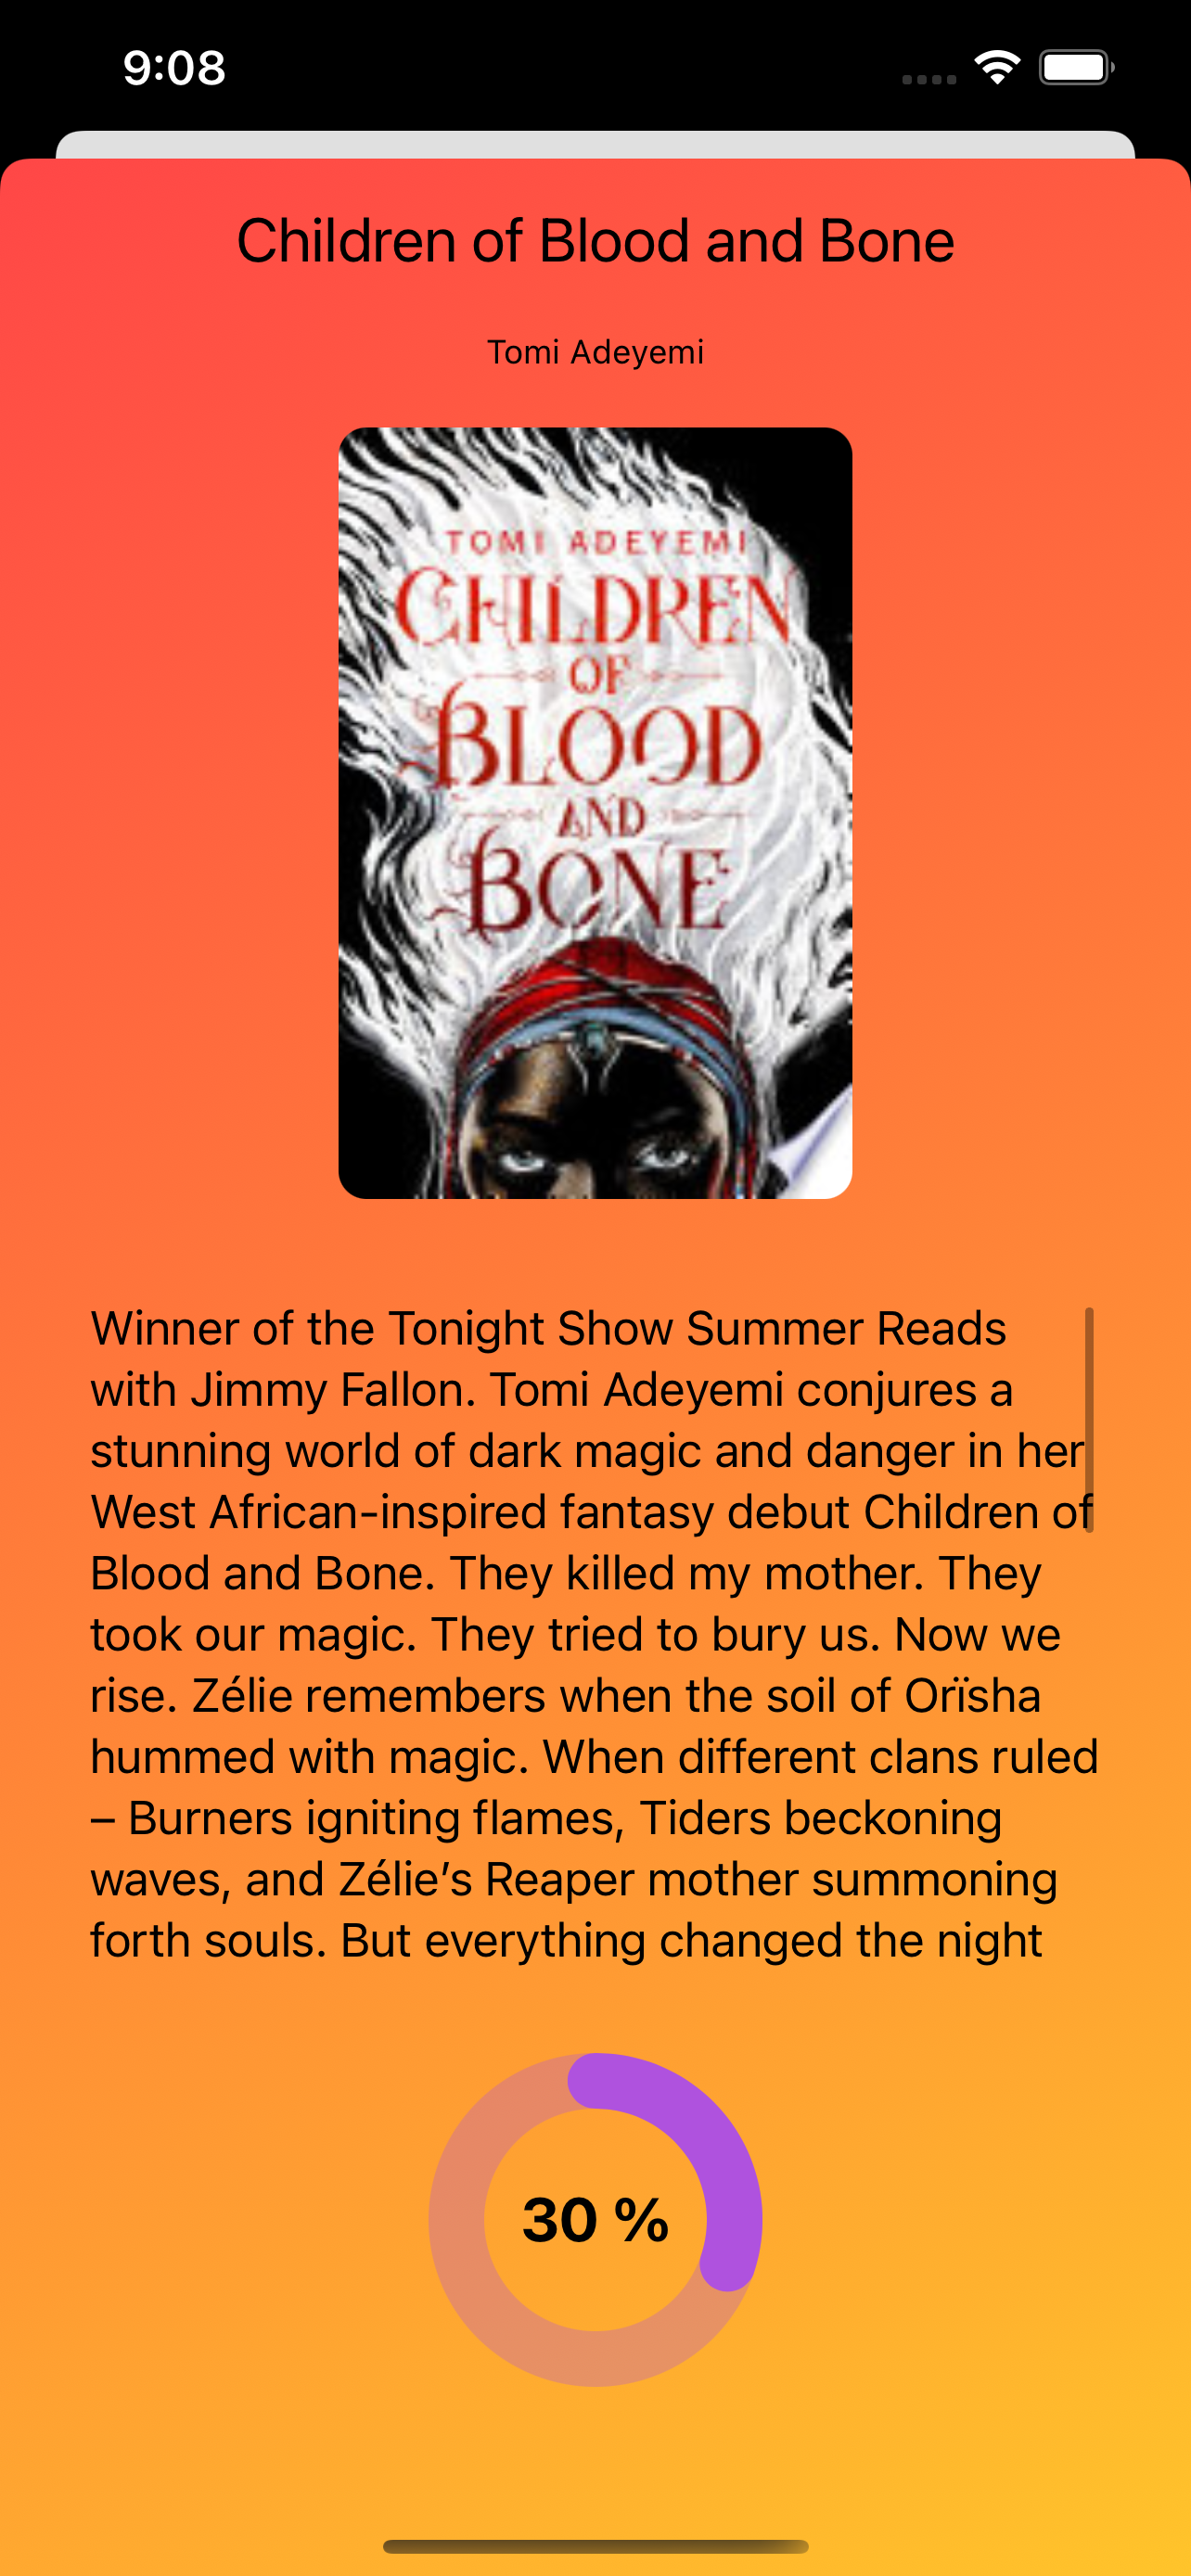 9:08
Children of Blood and Bone
Tomi Adeyemi
TOMI ADEYEMI
CHILDREN
OF
BLOOD
AND
BONE
Winner of the Tonight Show Summer Reads
with Jimmy Fallon. Tomi Adeyemi conjures a
stunning world of dark magic and danger in her
West African-inspired fantasy debut Children of
Blood and Bone. They killed my mother. They
took our magic. They tried to bury us. Now we
rise. Zélie remembers when the soil of Orïsha
hummed with magic. When different clans ruled
– Burners igniting flames, Tiders beckoning
waves, and Zélie’s Reaper mother summoning
forth souls. But everything changed the night
30 %